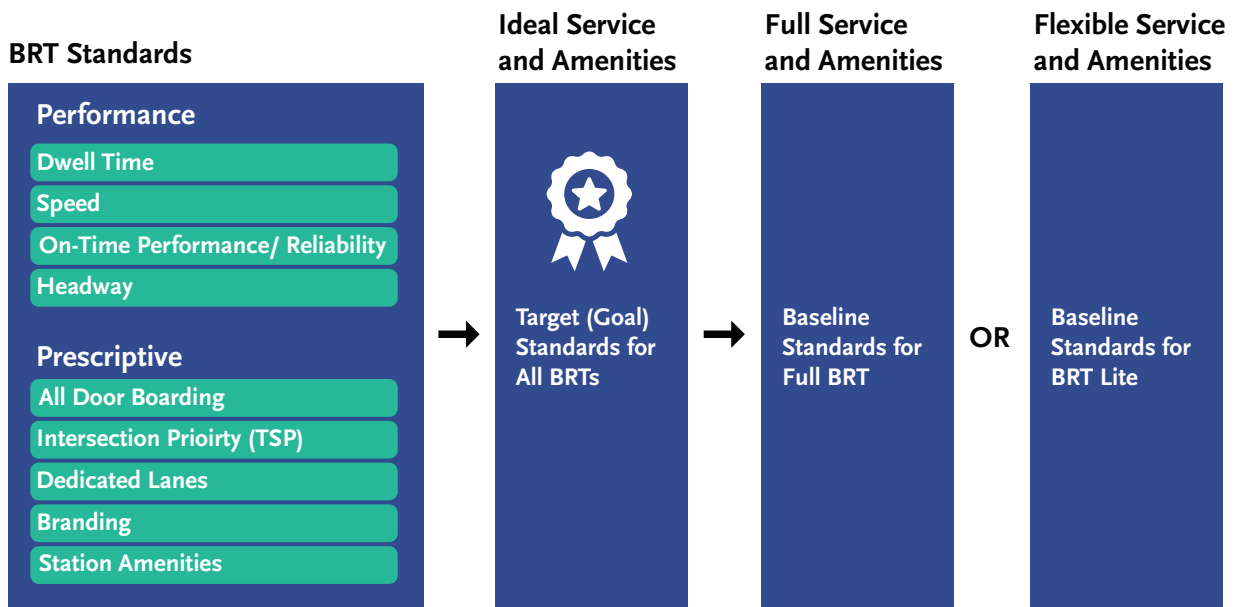 BRT Standards
Performance
Dwell Time
Speed
On-Time Performance/ Reliability
Headway
Prescriptive
All Door Boarding
Intersection Prioirty (TSP)
Dedicated Lanes
Branding
Station Amenities
Ideal Service
and Amenities
Target (Goal)
Standards for
All BRTs
Full Service
and Amenities
Baseline
Standards for
Full BRT
OR
Flexible Service
and Amenities
Baseline
Standards for
BRT Lite